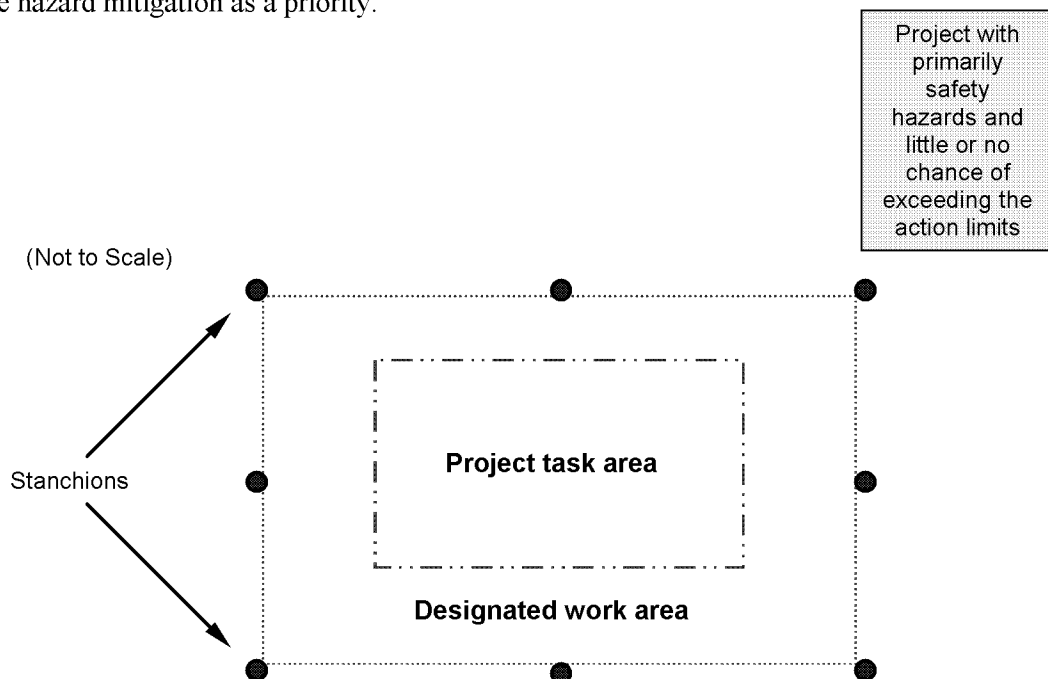 e hazard mitigation as a priority.
Project with
primarily
safety
hazards and
little or no
chance of
exceeding the
action limits
(Not to Scale)
Project task area
Stanchions
Designated work area